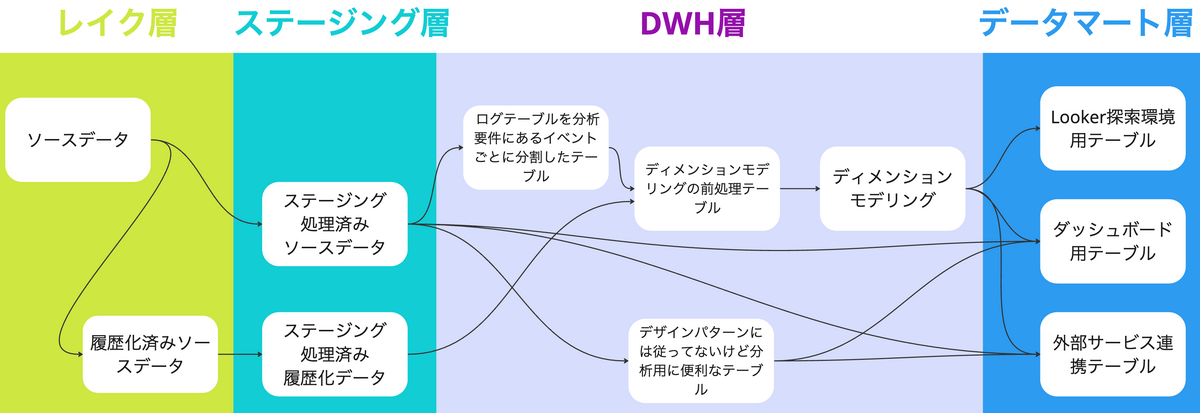 レイク層
ステージング層
DWH層
データマート層
ソースデータ
履歴化済みソー
スデータ
ステージング
処理済み
ソースデータ
ステージング
処理済み
履歴化データ
ログテーブルを分析
要件にあるイベント
ごとに分割したテー
ブル
ディメンションモデ
リングの前処理テー
ブル
ディメンション
モデリング
デザインパターンに
は従ってないけど分
析用に便利なテーブ
ル
Looker探索環境
用テーブル
ダッシュボード
用テーブル
外部サービス連
携テーブル